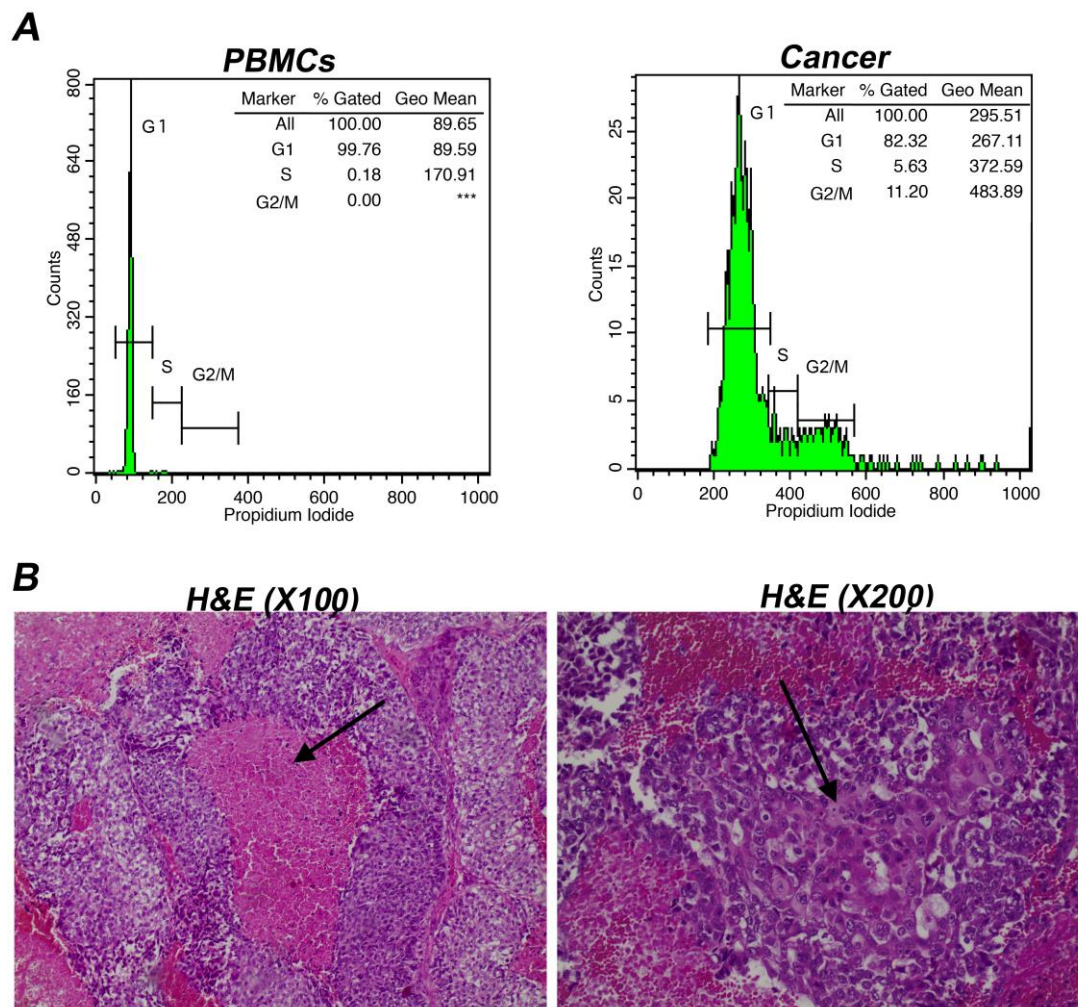 A
PBMCs
800
640
480
320
160
0
Counts
G1
S
G2/M
Marker % Gated Geo Mean
All 100.00 89.65
G1 99.76 89.59
S 0.18 170.91
G2/M 0.00 ***
0 200 400 600 800 1000
Propidium Iodide
Cancer
25
20
15
10
5
0
Counts
G1
S
G2/M
Marker % Gated Geo Mean
All 100.00 295.51
G1 82.32 267.11
S 5.63 372.59
G2/M 11.20 483.89
0 200 400 600 800 1000
Propidium Iodide
B
H&E (X100)
H&E (X200)